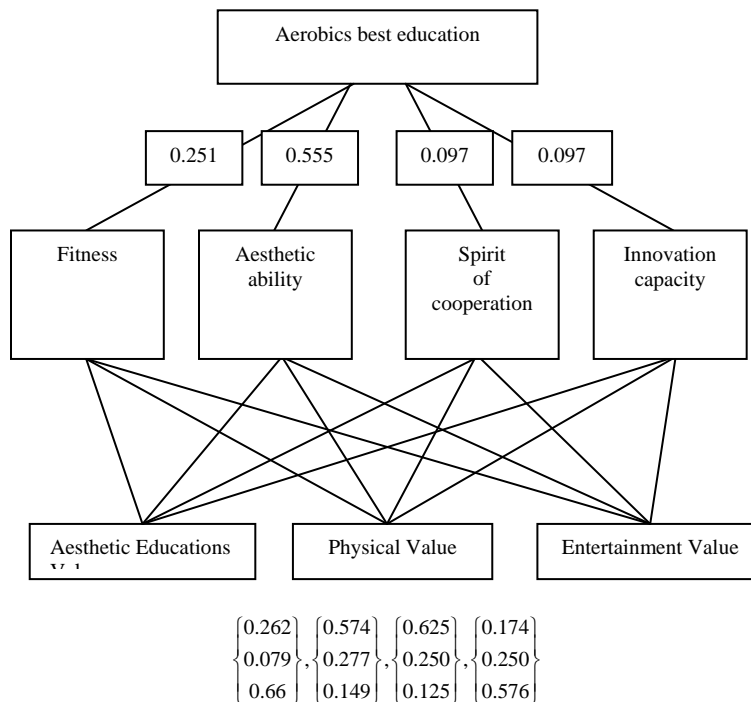 Aerobics best education
0.251 0.555 0.097 0.097
Fitness
Aesthetic
ability
Spirit
of
cooperation
Innovation
capacity
Aesthetic Educations
Physical Value
Entertainment Value
{0.262} {0.574} {0.625} {0.174}
{0.079}, {0.277}, {0.250}, {0.250}
{0.66} {0.149} {0.125} {0.576}